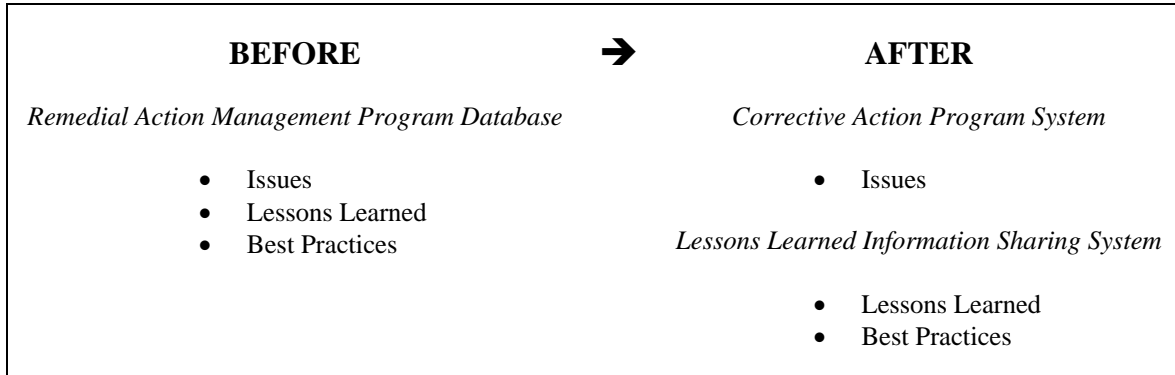 BEFORE ➔ AFTER
Remedial Action Management Program Database
• Issues
• Lessons Learned
• Best Practices
Corrective Action Program System
• Issues
Lessons Learned Information Sharing System
• Lessons Learned
• Best Practices